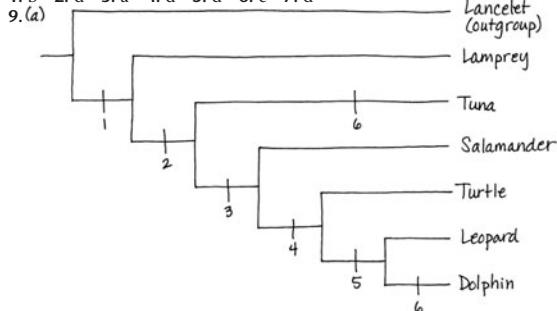 9. (a)
Lancelet
(outgroup)
Lamprey
6
Tuna
1
2
Salamander
3
Turtle
4
Leopard
5
Dolphin
6